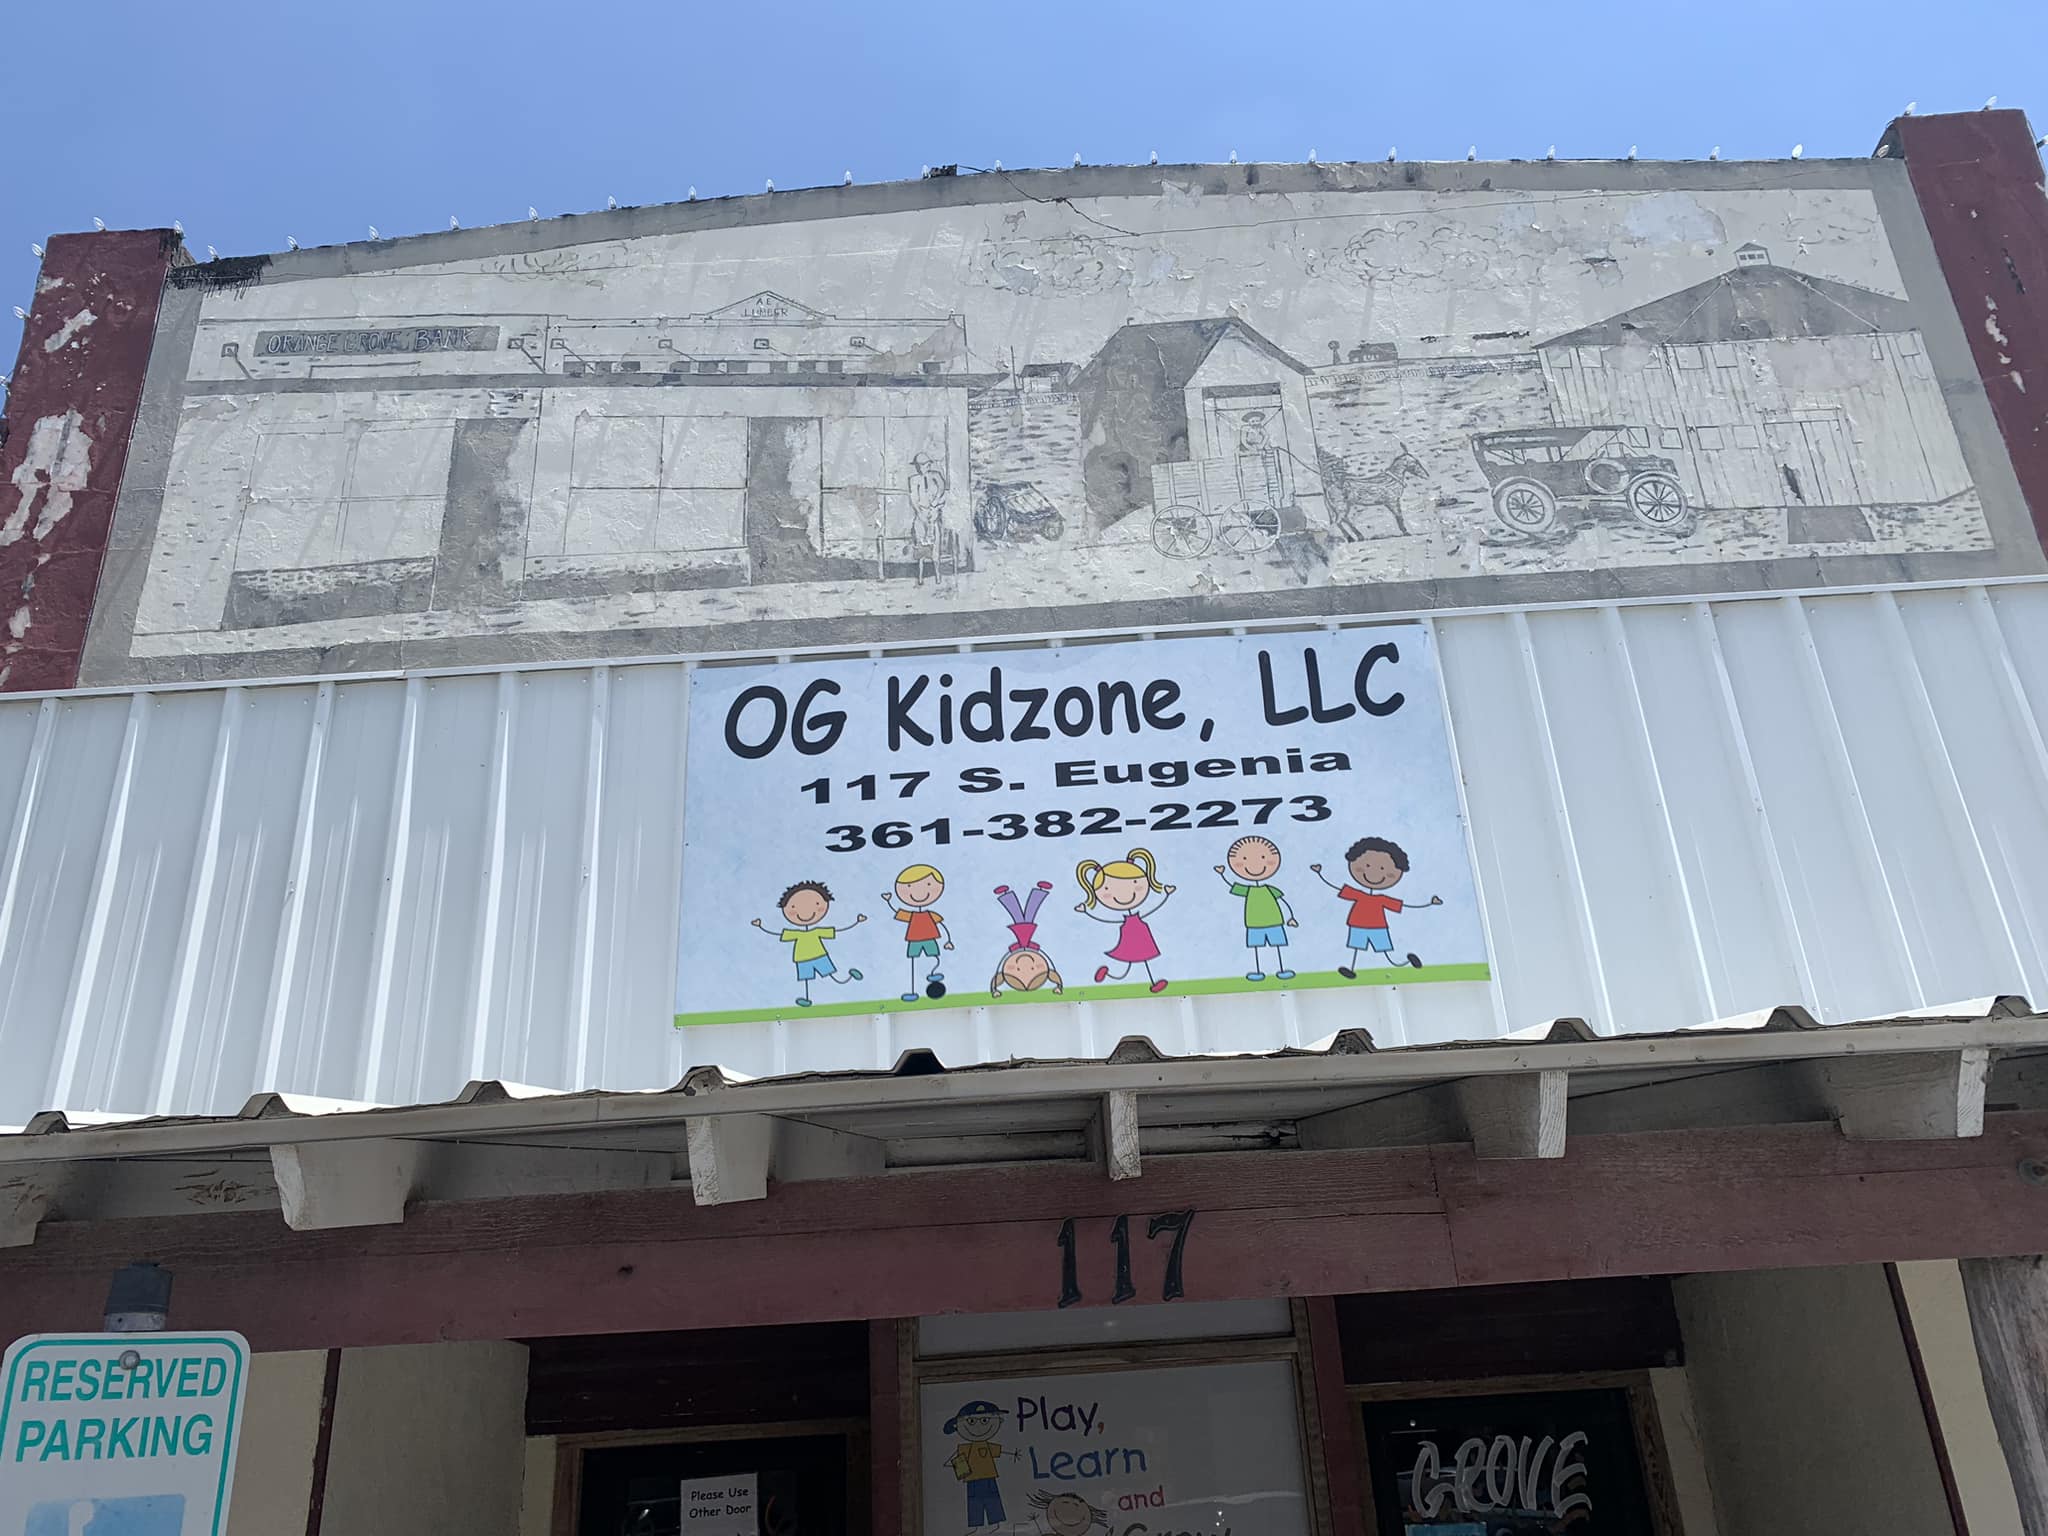 A.E.
LUMBER
ORANGE GROVE BANK
OG Kidzone, LLC
117 S. Eugenia
361-382-2273
117
RESERVED
PARKING
Play,
Learn
and
Grow
Please Use
Other Door
GROVE